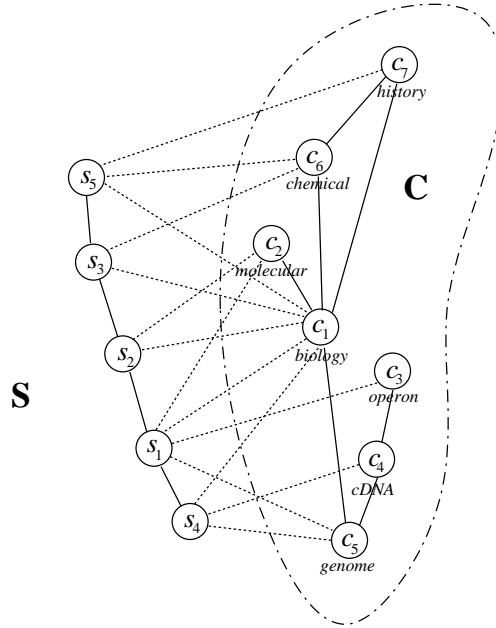 c7
history
c6
chemical
s5
C
c2
molecular
s3
c1
biology
s2
c3
operon
S
s1
c4
cDNA
s4
c5
genome